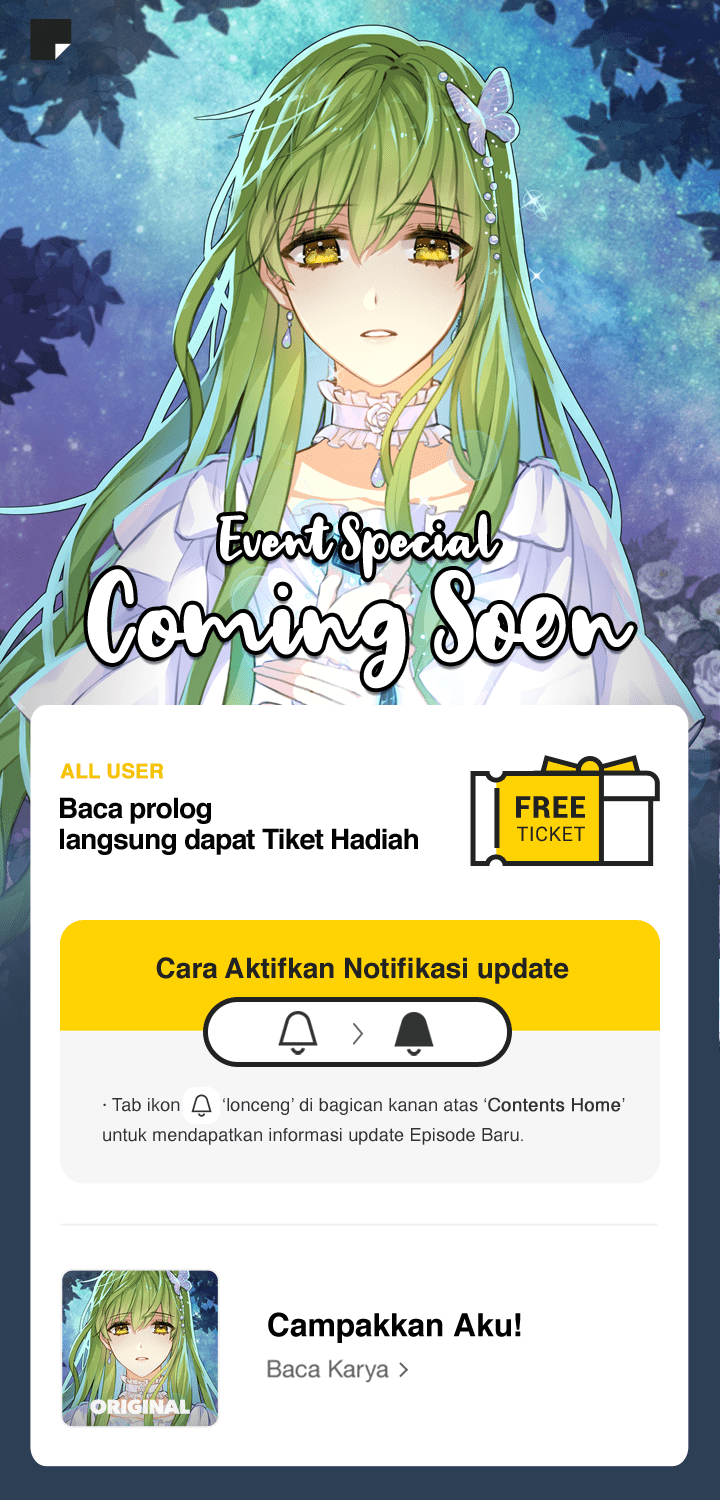 Event Special
Coming Soon
ALL USER
Baca prolog
langsung dapat Tiket Hadiah
FREE
TICKET
Cara Aktifkan Notifikasi update
· Tab ikon ‘lonceng’ di bagican kanan atas ‘Contents Home’
untuk mendapatkan informasi update Episode Baru.
ORIGINAL
Campakkan Aku!
Baca Karya >